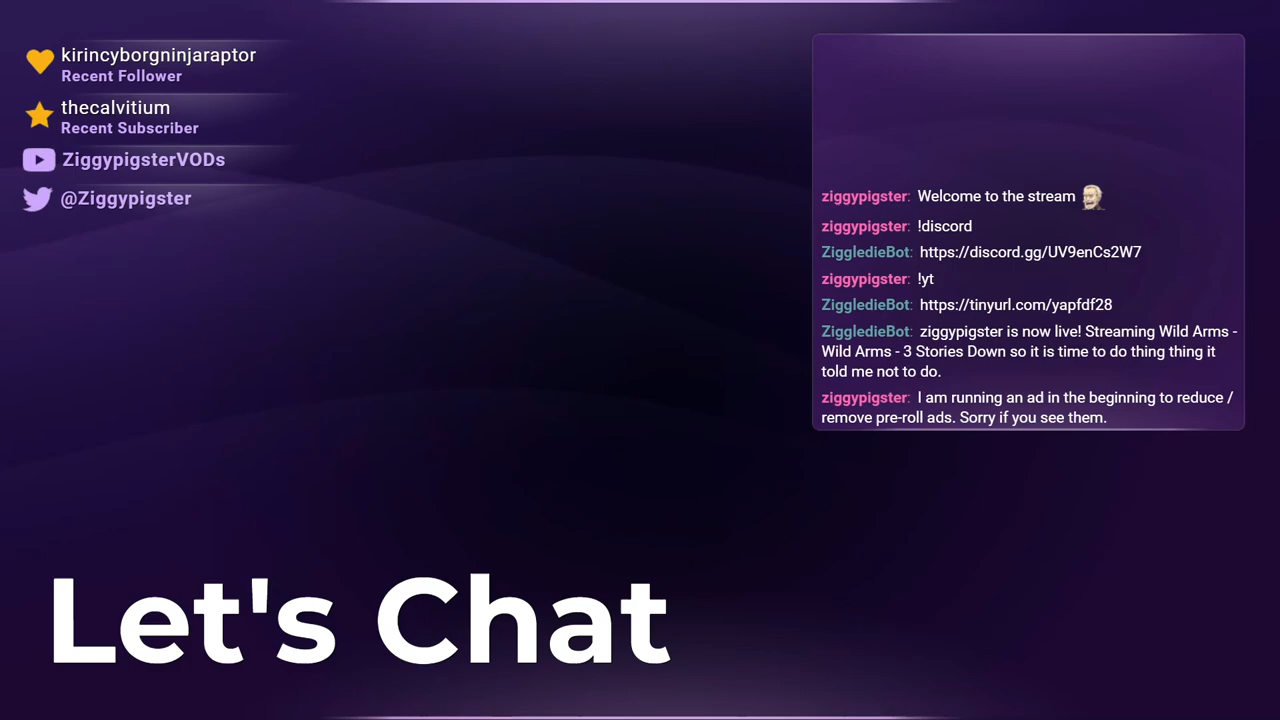 kirincyborgninjaraptor
Recent Follower
thecalvitium
Recent Subscriber
ZiggypigsterVODs
@Ziggypigster
ziggypigster: Welcome to the stream
ziggypigster: !discord
ZiggledieBot: https://discord.gg/UV9enCs2W7
ziggypigster: !yt
ZiggledieBot: https://tinyurl.com/yapfdf28
ZiggledieBot: ziggypigster is now live! Streaming Wild Arms -
Wild Arms - 3 Stories Down so it is time to do thing thing it
told me not to do.
ziggypigster: I am running an ad in the beginning to reduce /
remove pre-roll ads. Sorry if you see them.
Let's Chat